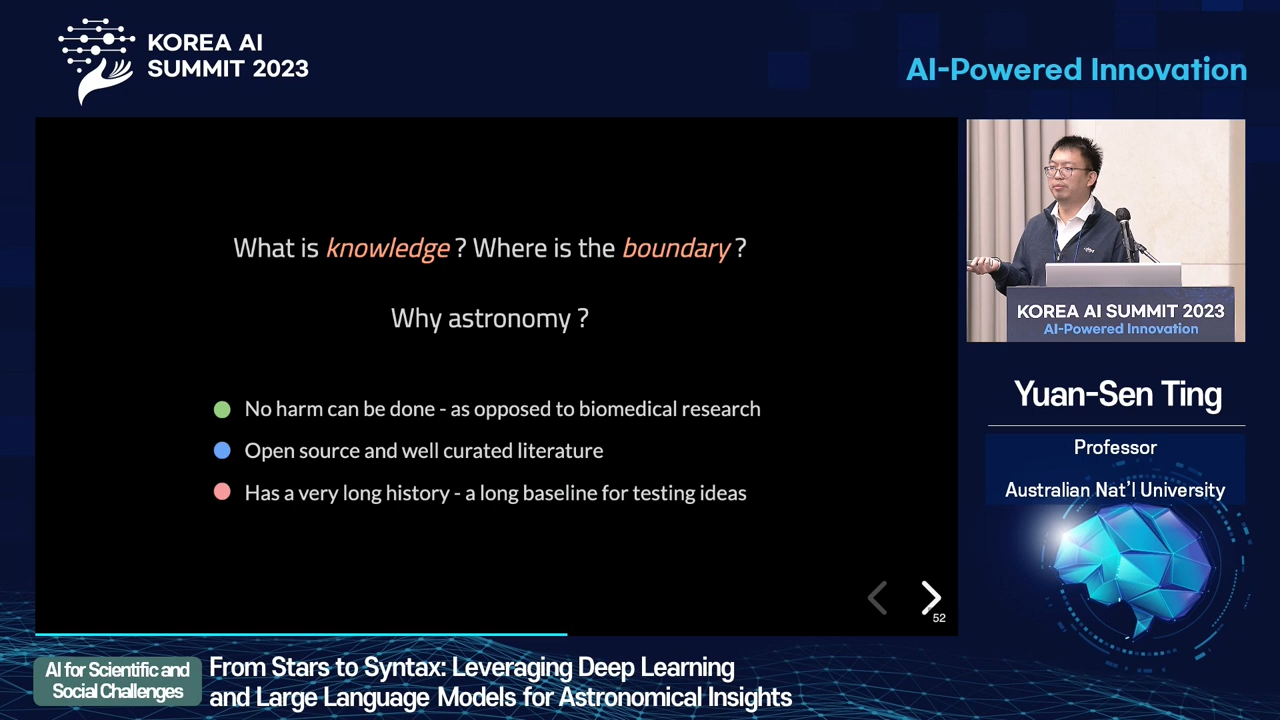 KOREA AI
SUMMIT 2023
AI-Powered Innovation
What is knowledge ? Where is the boundary ?
Why astronomy ?
No harm can be done - as opposed to biomedical research
Open source and well curated literature
Has a very long history - a long baseline for testing ideas
52
KOREA AI SUMMIT 2023
AI-Powered Innovation
Yuan-Sen Ting
Professor
Australian Nat'l University
AI for Scientific and
Social Challenges
From Stars to Syntax: Leveraging Deep Learning
and Large Language Models for Astronomical Insights